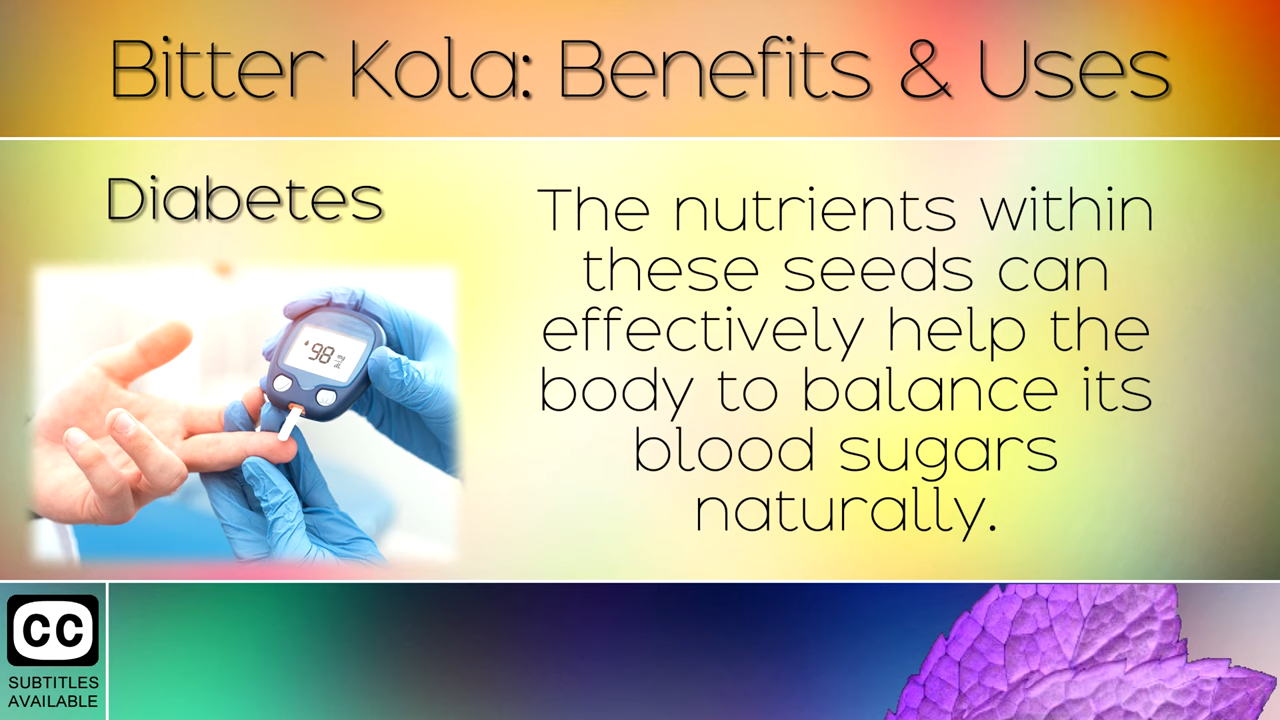 Bitter Kola: Benefits & Uses
Diabetes
98
The nutrients within
these seeds can
effectively help the
body to balance its
blood sugars
naturally.
CC
SUBTITLES
AVAILABLE